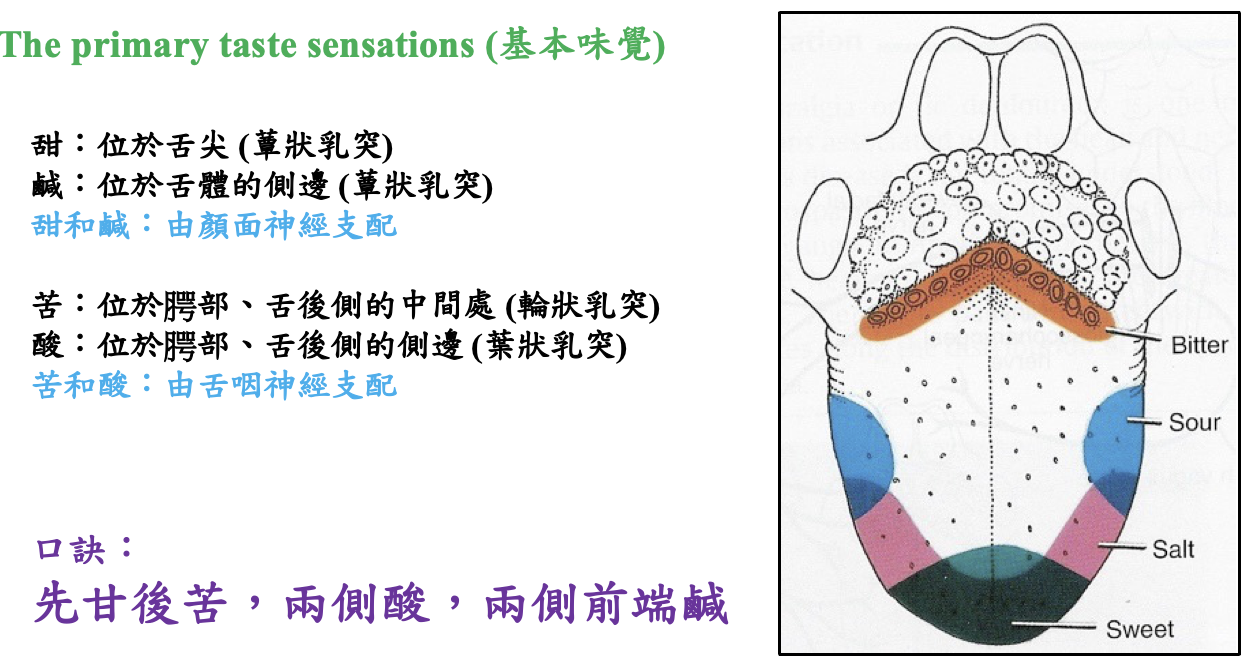 The primary taste sensations (基本味覺)
甜：位於舌尖 (蕈狀乳突)
鹹：位於舌體的側邊 (蕈狀乳突)
甜和鹹：由顏面神經支配
苦：位於腭部、舌後側的中間處 (輪狀乳突)
酸：位於腭部、舌後側的側邊 (葉狀乳突)
苦和酸：由舌咽神經支配
口訣：
先甘後苦，兩側酸，兩側前端鹹
Bitter
Sour
Salt
Sweet